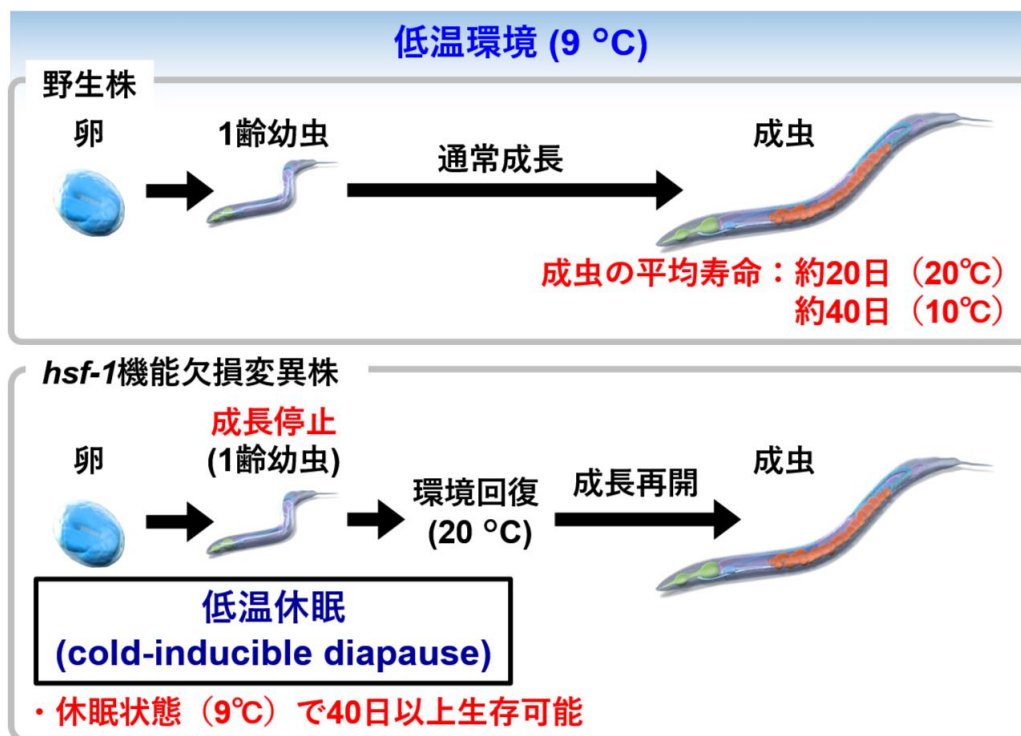 低温環境 (9 °C)
野生株
卵
1齢幼虫
通常成長
成虫
成虫の平均寿命：約20日（20℃）
約40日（10℃）
hsf-1機能欠損変異株
成長停止
卵
(1齢幼虫)
環境回復
(20 °C)
成長再開
成虫
低温休眠
(cold-inducible diapause)
・休眠状態（9℃）で40日以上生存可能